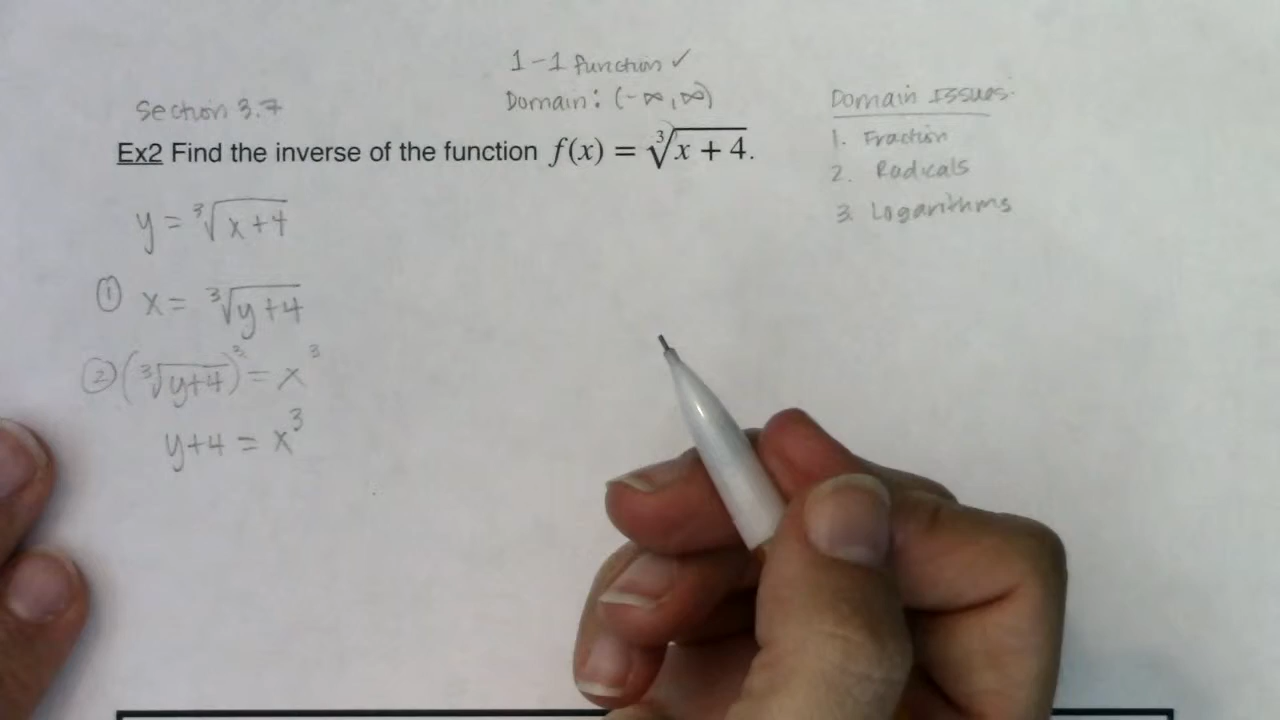 Section 3.7
1-1 function ✓
Domain: (-∞, ∞)
Ex2 Find the inverse of the function f(x) = ∛(x + 4).
y = ∛(x+4)
① x = ∛(y+4)
② (∛(y+4))³ = x³
y+4 = x³
Domain Issues:
1. Fraction
2. Radicals
3. Logarithms